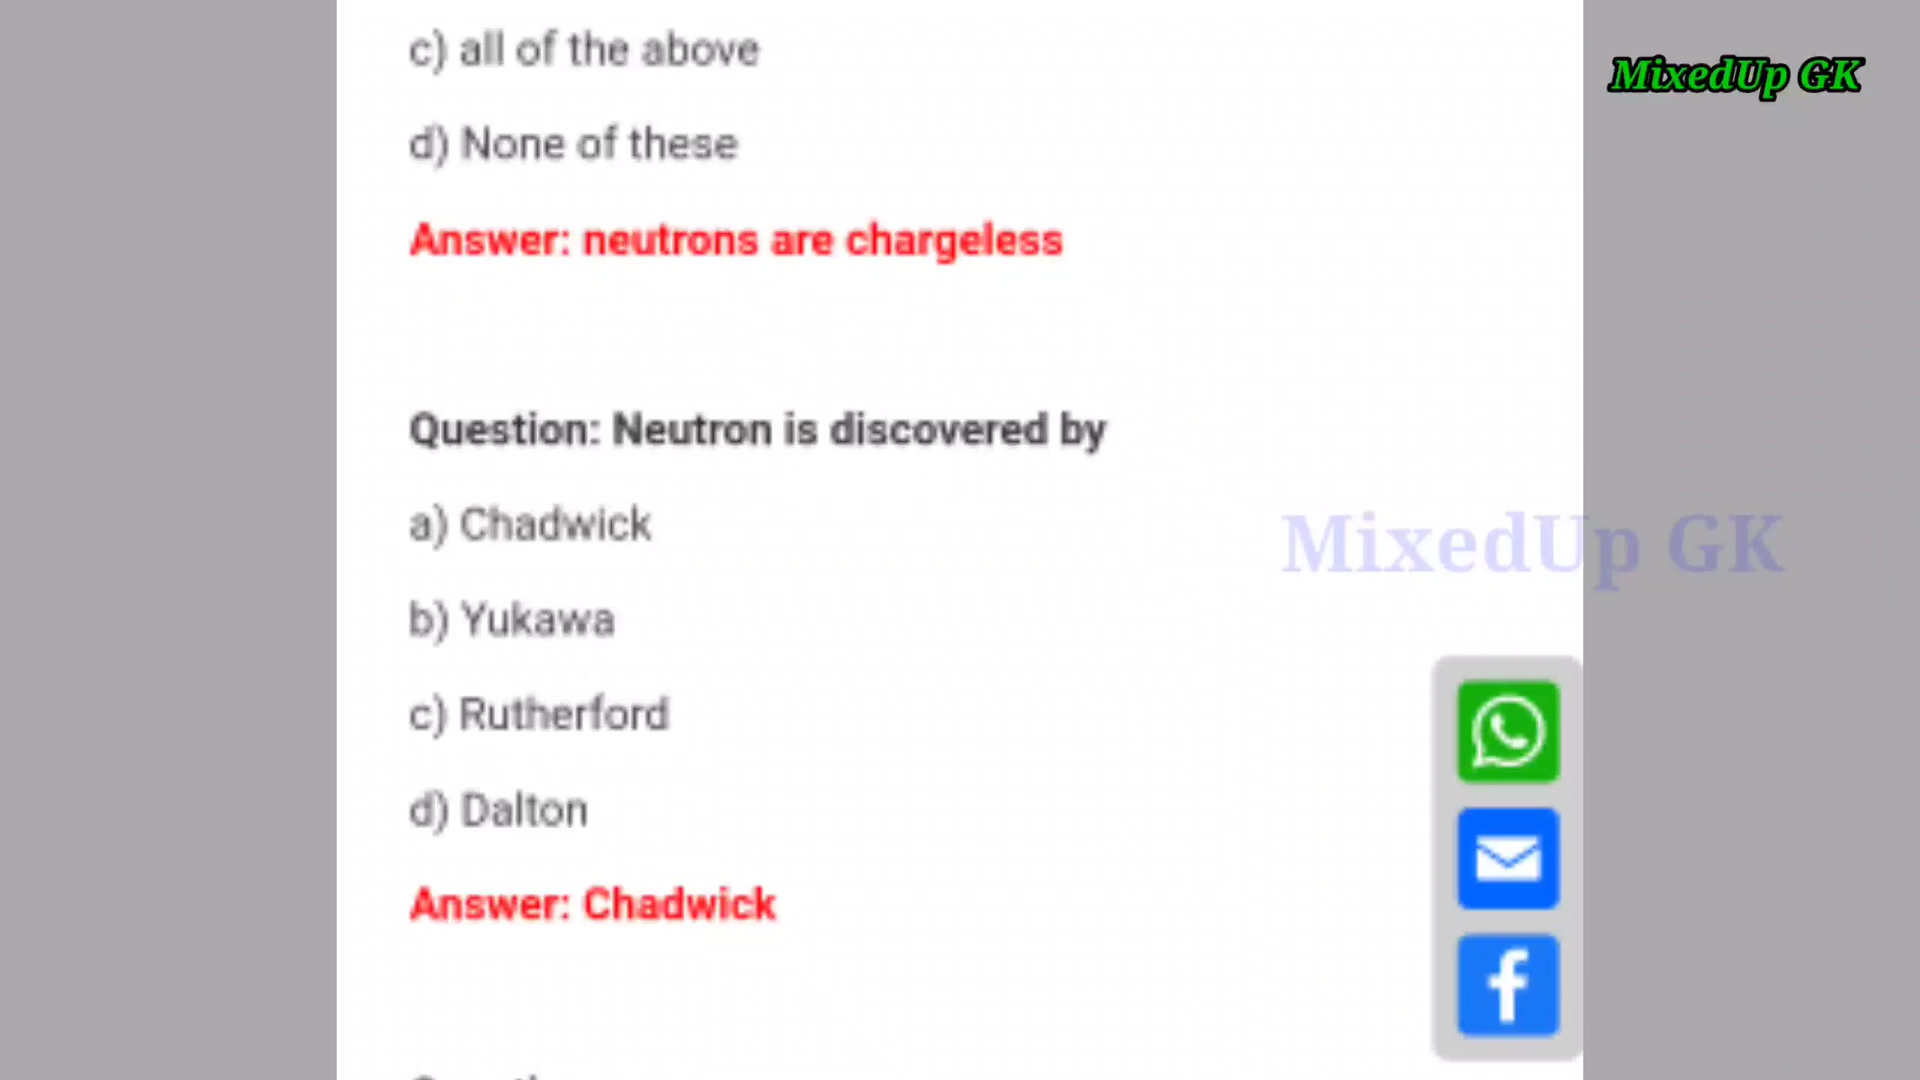 c) all of the above
MixedUp GK
d) None of these
Answer: neutrons are chargeless
Question: Neutron is discovered by
a) Chadwick
MixedUp GK
b) Yukawa
c) Rutherford
d) Dalton
Answer: Chadwick